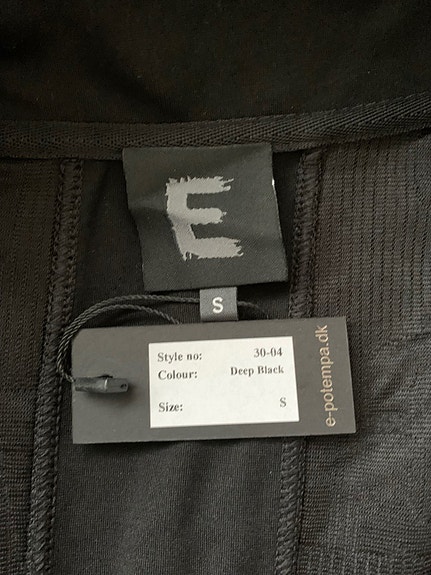 E
S
Style no: 30-04
Colour: Deep Black
Size: S
e-potempa.dk